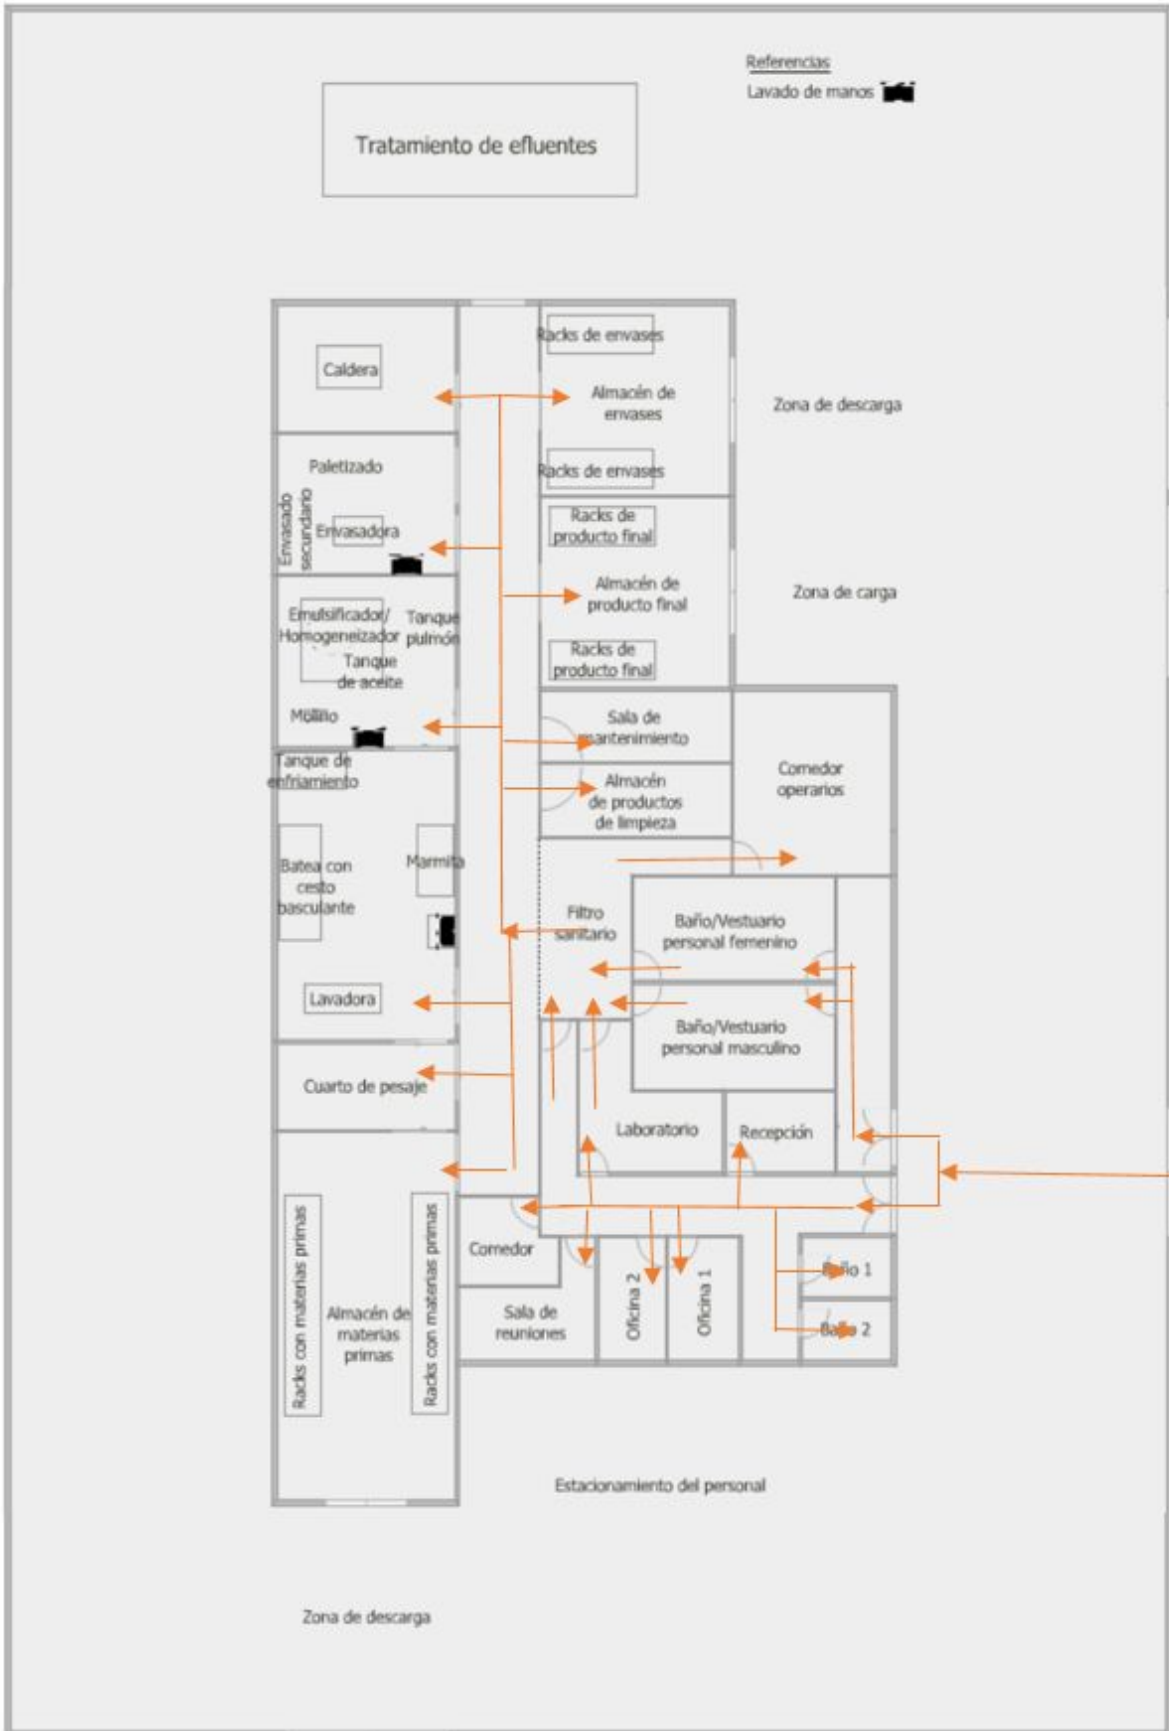 Referencias
Lavado de manos
Tratamiento de efluentes
Racks de envases
Caldera
Almacén de
envases
Zona de descarga
Paletizado
Racks de envases
Envasado
secundario
Envasadora
Racks de
producto final
Almacén de
producto final
Zona de carga
Emulsificador/
Homogeneizador
Tanque
pulmón
Tanque
de aceite
Racks de
producto final
Molino
Sala de
mantenimiento
Tanque de
enfriamiento
Comedor
operarios
Almacén
de productos
de limpieza
Batea con
cesto
basculante
Marmita
Filtro
sanitario
Baño/Vestuario
personal femenino
Lavadora
Baño/Vestuario
personal masculino
Cuarto de pesaje
Laboratorio
Recepción
Comedor
Sala de
reuniones
Oficina 2
Oficina 1
Baño 1
Baño 2
Racks con materias primas
Almacén de
materias
primas
Racks con materias primas
Estacionamiento del personal
Zona de descarga